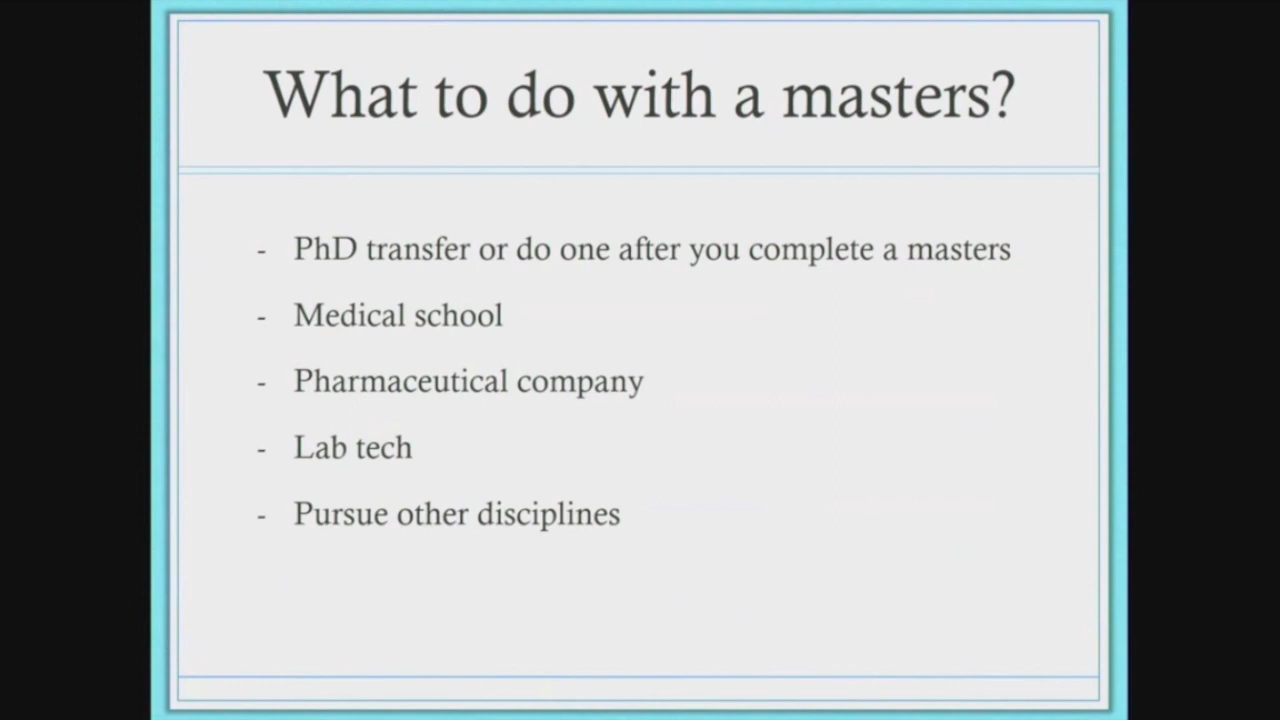 What to do with a masters?
- PhD transfer or do one after you complete a masters
- Medical school
- Pharmaceutical company
- Lab tech
- Pursue other disciplines